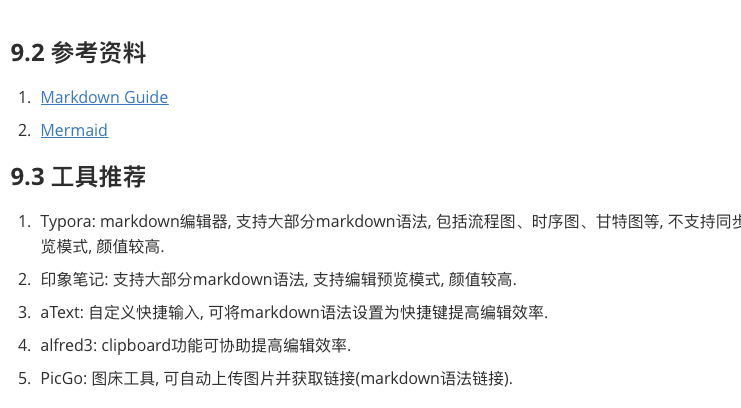 9.2 参考资料
1. Markdown Guide
2. Mermaid
9.3 工具推荐
1. Typora: markdown编辑器, 支持大部分markdown语法, 包括流程图、时序图、甘特图等, 不支持同步
览模式, 颜值较高.
2. 印象笔记: 支持大部分markdown语法, 支持编辑预览模式, 颜值较高.
3. aText: 自定义快捷输入, 可将markdown语法设置为快捷键提高编辑效率.
4. alfred3: clipboard功能可协助提高编辑效率.
5. PicGo: 图床工具, 可自动上传图片并获取链接(markdown语法链接).